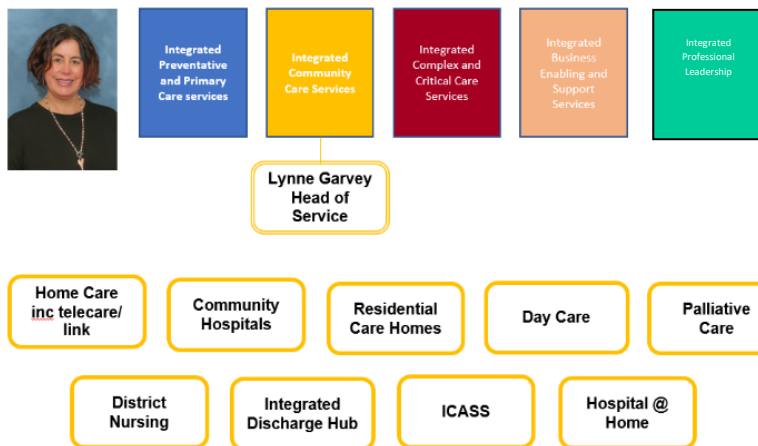 Integrated
Preventative
and Primary
Care services
Integrated
Community
Care Services
Integrated
Complex and
Critical Care
Services
Integrated
Business
Enabling and
Support
Services
Integrated
Professional
Leadership
Lynne Garvey
Head of
Service
Home Care
inc telecare/
link
Community
Hospitals
Residential
Care Homes
Day Care
Palliative
Care
District
Nursing
Integrated
Discharge Hub
ICASS
Hospital @
Home